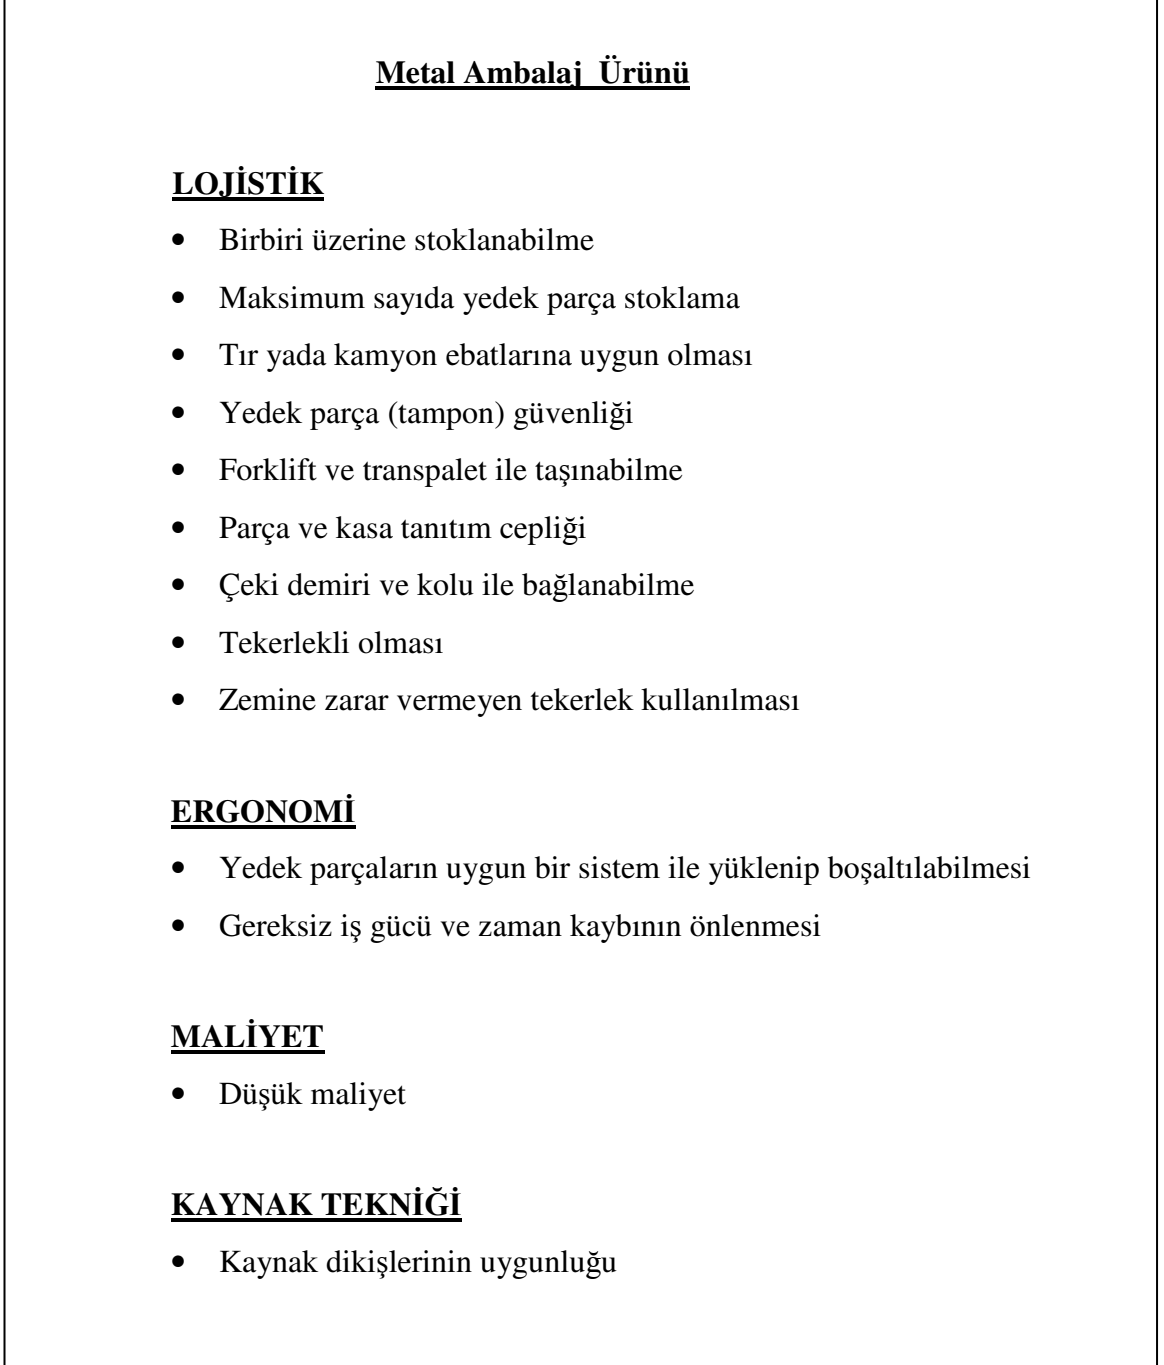 Metal Ambalaj Ürünü
LOJİSTİK
• Birbiri üzerine stoklanabilme
• Maksimum sayıda yedek parça stoklama
• Tır yada kamyon ebatlarına uygun olması
• Yedek parça (tampon) güvenliği
• Forklift ve transpalet ile taşınabilme
• Parça ve kasa tanıtım cepliği
• Çeki demiri ve kolu ile bağlanabilme
• Tekerlekli olması
• Zemine zarar vermeyen tekerlek kullanılması
ERGONOMİ
• Yedek parçaların uygun bir sistem ile yüklenip boşaltılabilmesi
• Gereksiz iş gücü ve zaman kaybının önlenmesi
MALİYET
• Düşük maliyet
KAYNAK TEKNİĞİ
• Kaynak dikişlerinin uygunluğu